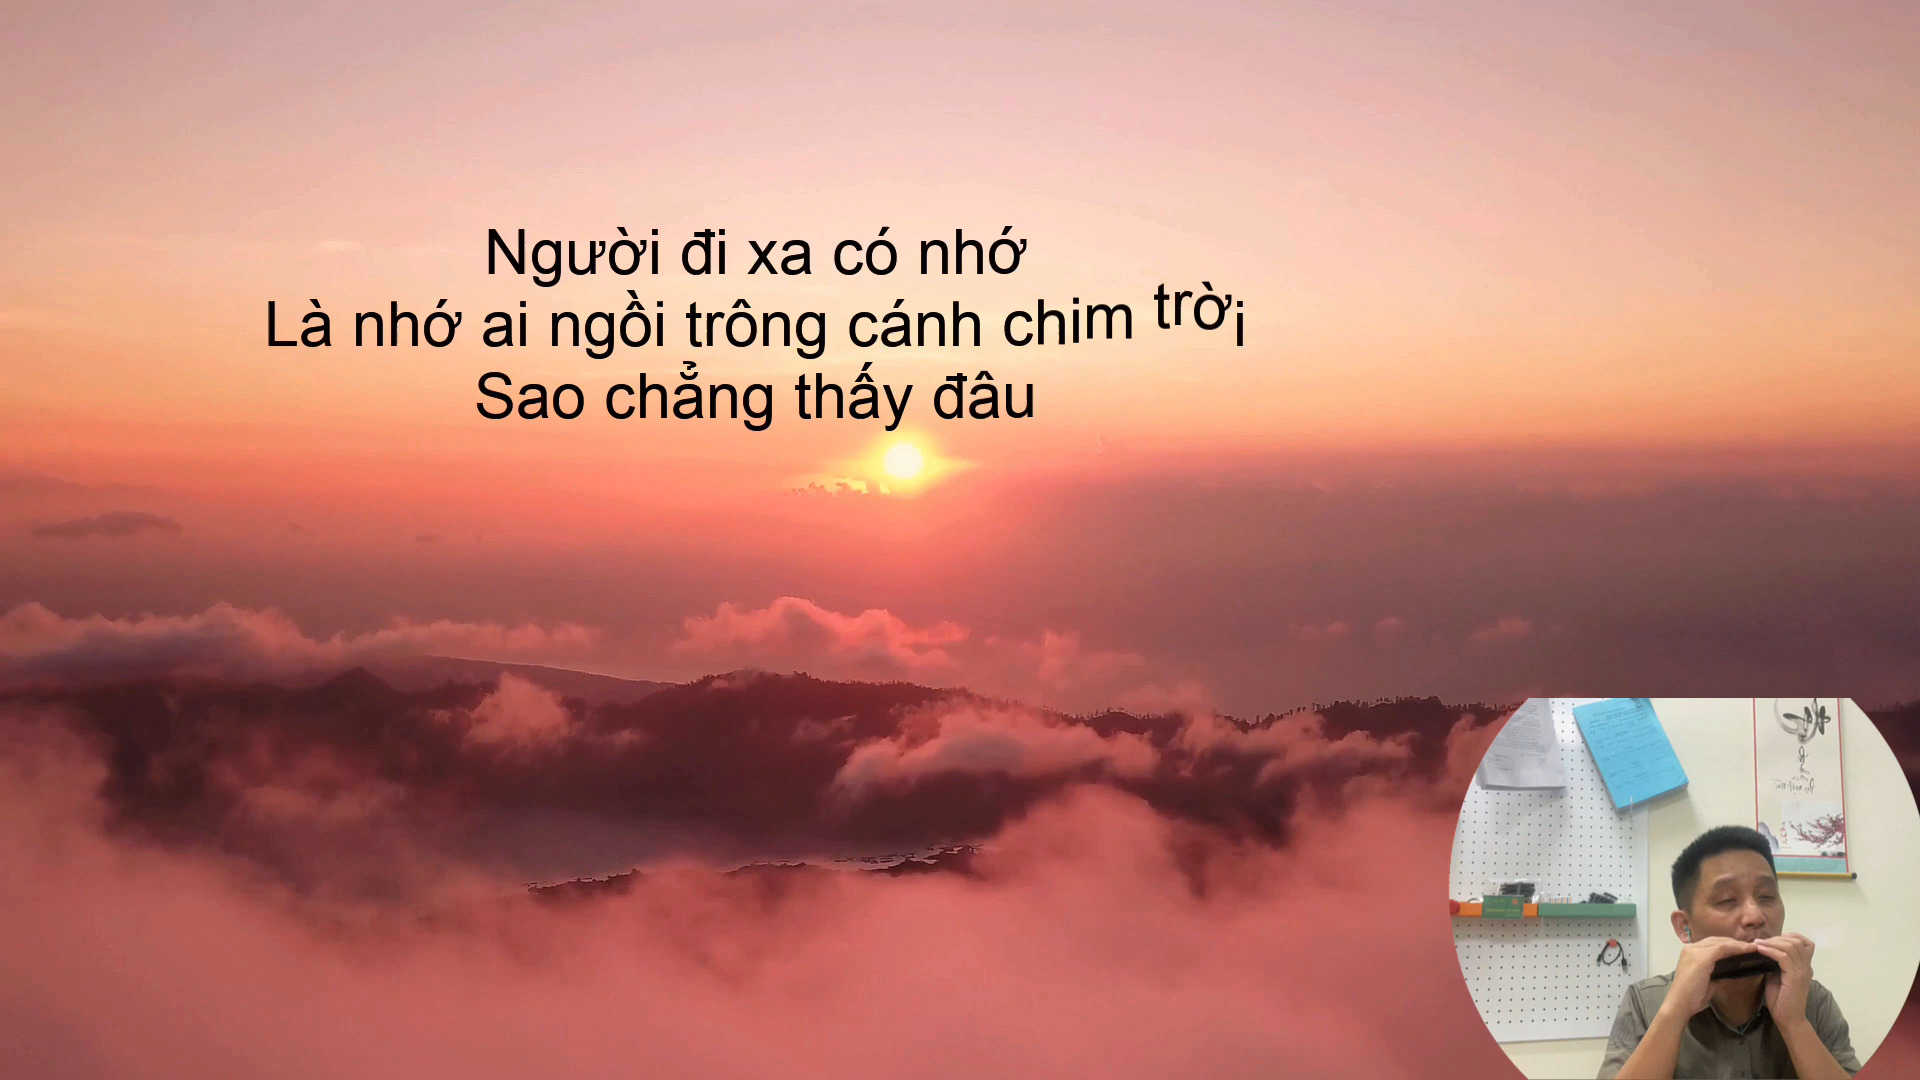 Người đi xa có nhớ
Là nhớ ai ngồi trông cánh chim trời
Sao chẳng thấy đâu